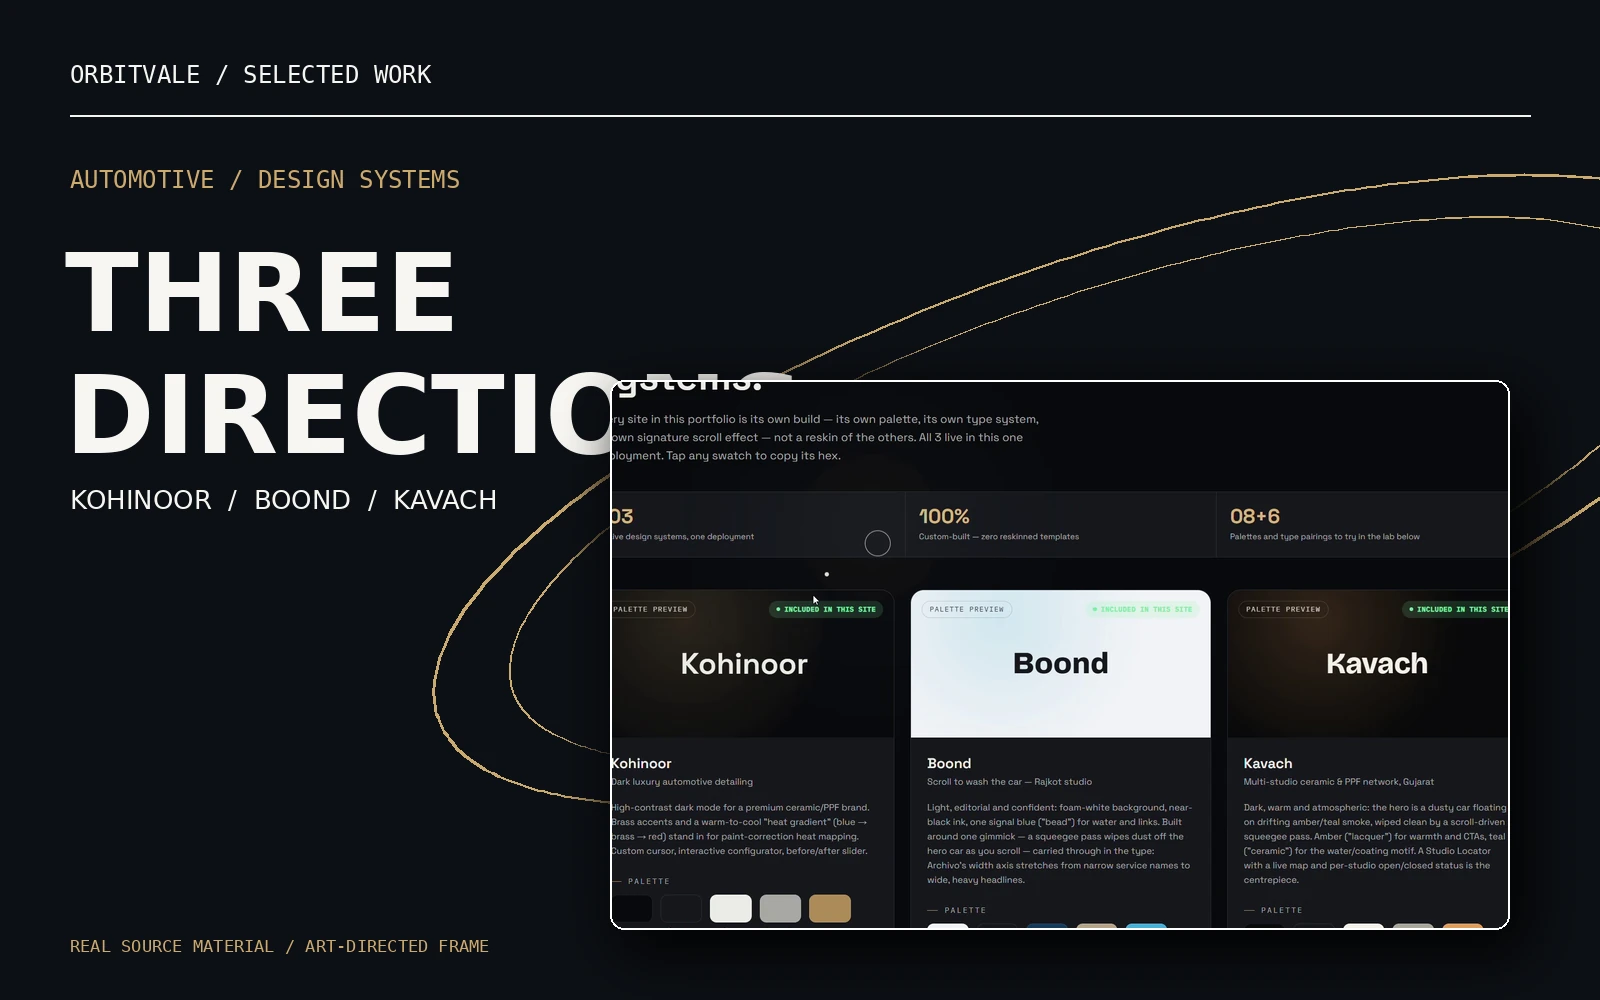 ORBITVALE / SELECTED WORK
AUTOMOTIVE / DESIGN SYSTEMS
THREE
DIRECTIONS
KOHINOOR / BOOND / KAVACH
ystems.
ry site in this portfolio is its own build — its own palette, its own type system,
own signature scroll effect — not a reskin of the others. All 3 live in this one
ployment. Tap any swatch to copy its hex.
03
ive design systems, one deployment
100%
Custom-built — zero reskinned templates
08+6
Palettes and type pairings to try in the lab below
PALETTE PREVIEW
INCLUDED IN THIS SITE
Kohinoor
Kohinoor
Dark luxury automotive detailing
High-contrast dark mode for a premium ceramic/PPF brand.
Brass accents and a warm-to-cool "heat gradient" (blue →
brass → red) stand in for paint-correction heat mapping.
Custom cursor, interactive configurator, before/after slider.
— PALETTE
PALETTE PREVIEW
INCLUDED IN THIS SITE
Boond
Boond
Scroll to wash the car — Rajkot studio
Light, editorial and confident: foam-white background, near-
black ink, one signal blue ("bead") for water and links. Built
around one gimmick — a squeegee pass wipes dust off the
hero car as you scroll — carried through in the type:
Archivo's width axis stretches from narrow service names to
wide, heavy headlines.
— PALETTE
PALETTE PREVIEW
INCLUDED IN THIS SITE
Kavach
Kavach
Multi-studio ceramic & PPF network, Gujarat
Dark, warm and atmospheric: the hero is a dusty car floating
on drifting amber/teal smoke, wiped clean by a scroll-driven
squeegee pass. Amber ("lacquer") for warmth and CTAs, teal
("ceramic") for the water/coating motif. A Studio Locator
with a live map and per-studio open/closed status is the
centrepiece.
— PALETTE
REAL SOURCE MATERIAL / ART-DIRECTED FRAME